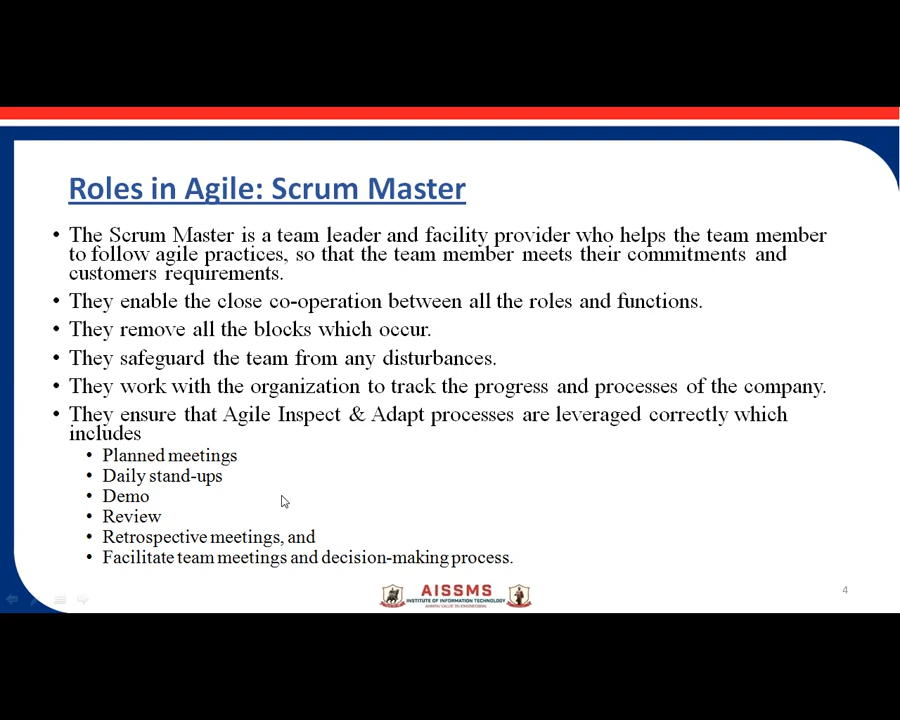 Roles in Agile: Scrum Master
• The Scrum Master is a team leader and facility provider who helps the team member
to follow agile practices, so that the team member meets their commitments and
customers requirements.
• They enable the close co-operation between all the roles and functions.
• They remove all the blocks which occur.
• They safeguard the team from any disturbances.
• They work with the organization to track the progress and processes of the company.
• They ensure that Agile Inspect & Adapt processes are leveraged correctly which
includes
• Planned meetings
• Daily stand-ups
• Demo
• Review
• Retrospective meetings, and
• Facilitate team meetings and decision-making process.
AISSMS
INSTITUTE OF INFORMATION TECHNOLOGY
ADDING VALUE TO ENGINEERING
4